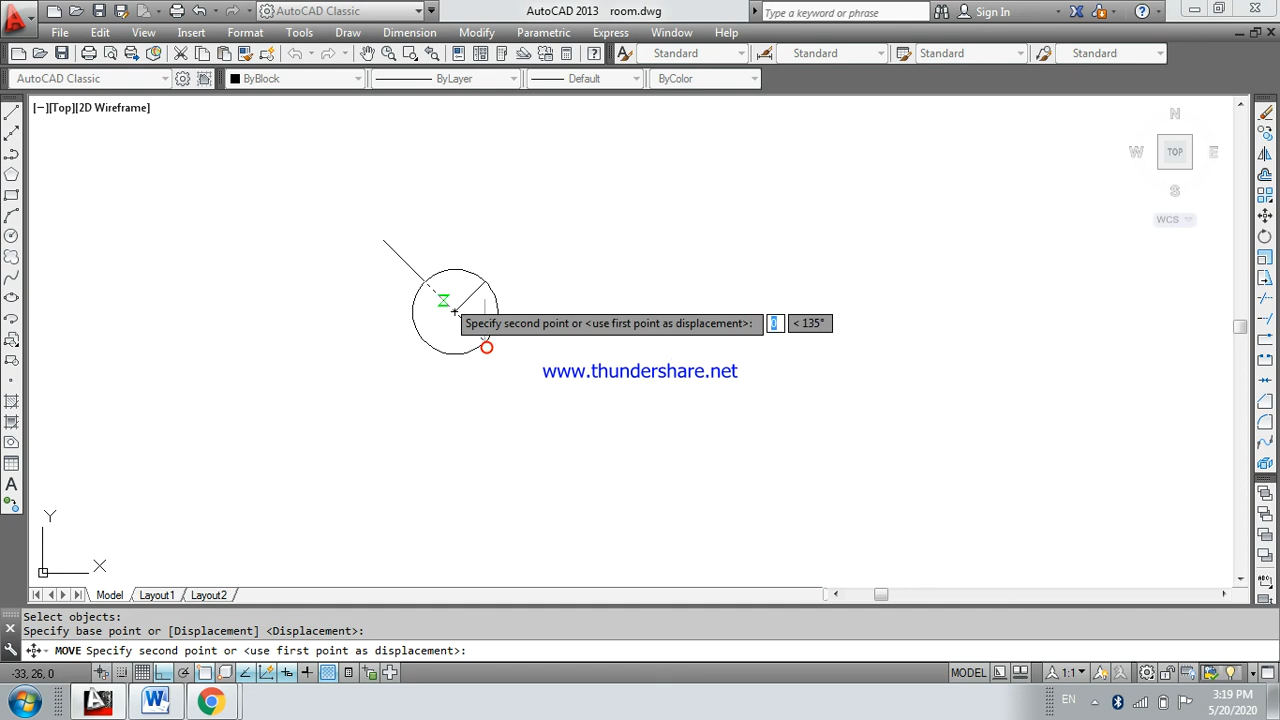 AutoCAD Classic
AutoCAD 2013 room.dwg
Type a keyword or phrase
Sign In
File Edit View Insert Format Tools Draw Dimension Modify Parametric Express Window Help
Standard
Standard
Standard
Standard
AutoCAD Classic
ByBlock
ByLayer
Default
ByColor
[−][Top][2D Wireframe]
N
W TOP E
S
WCS
Specify second point or <use first point as displacement>: 0 < 135°
www.thundershare.net
Y
X
Model Layout1 Layout2
Select objects:
Specify base point or [Displacement] <Displacement>:
MOVE Specify second point or <use first point as displacement>:
-33, 26, 0
MODEL
1:1
EN
3:19 PM
5/20/2020